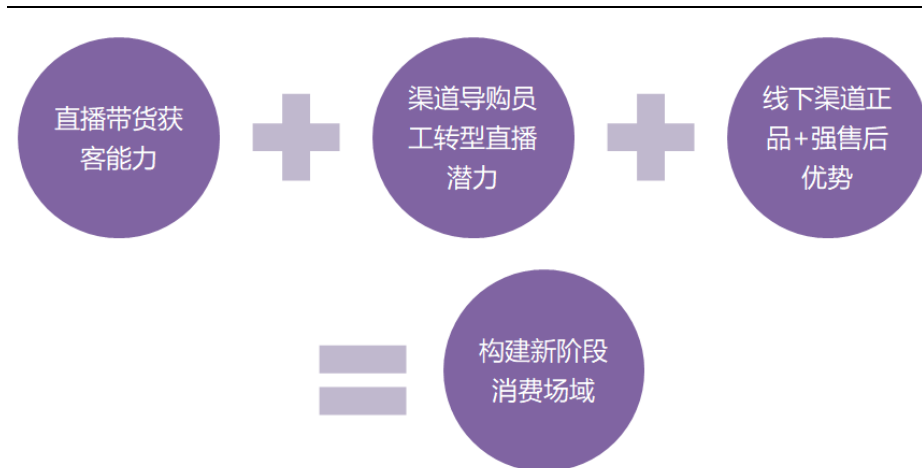 直播带货获
客能力
渠道导购员
工转型直播
潜力
线下渠道正
品+强售后
优势
构建新阶段
消费场域